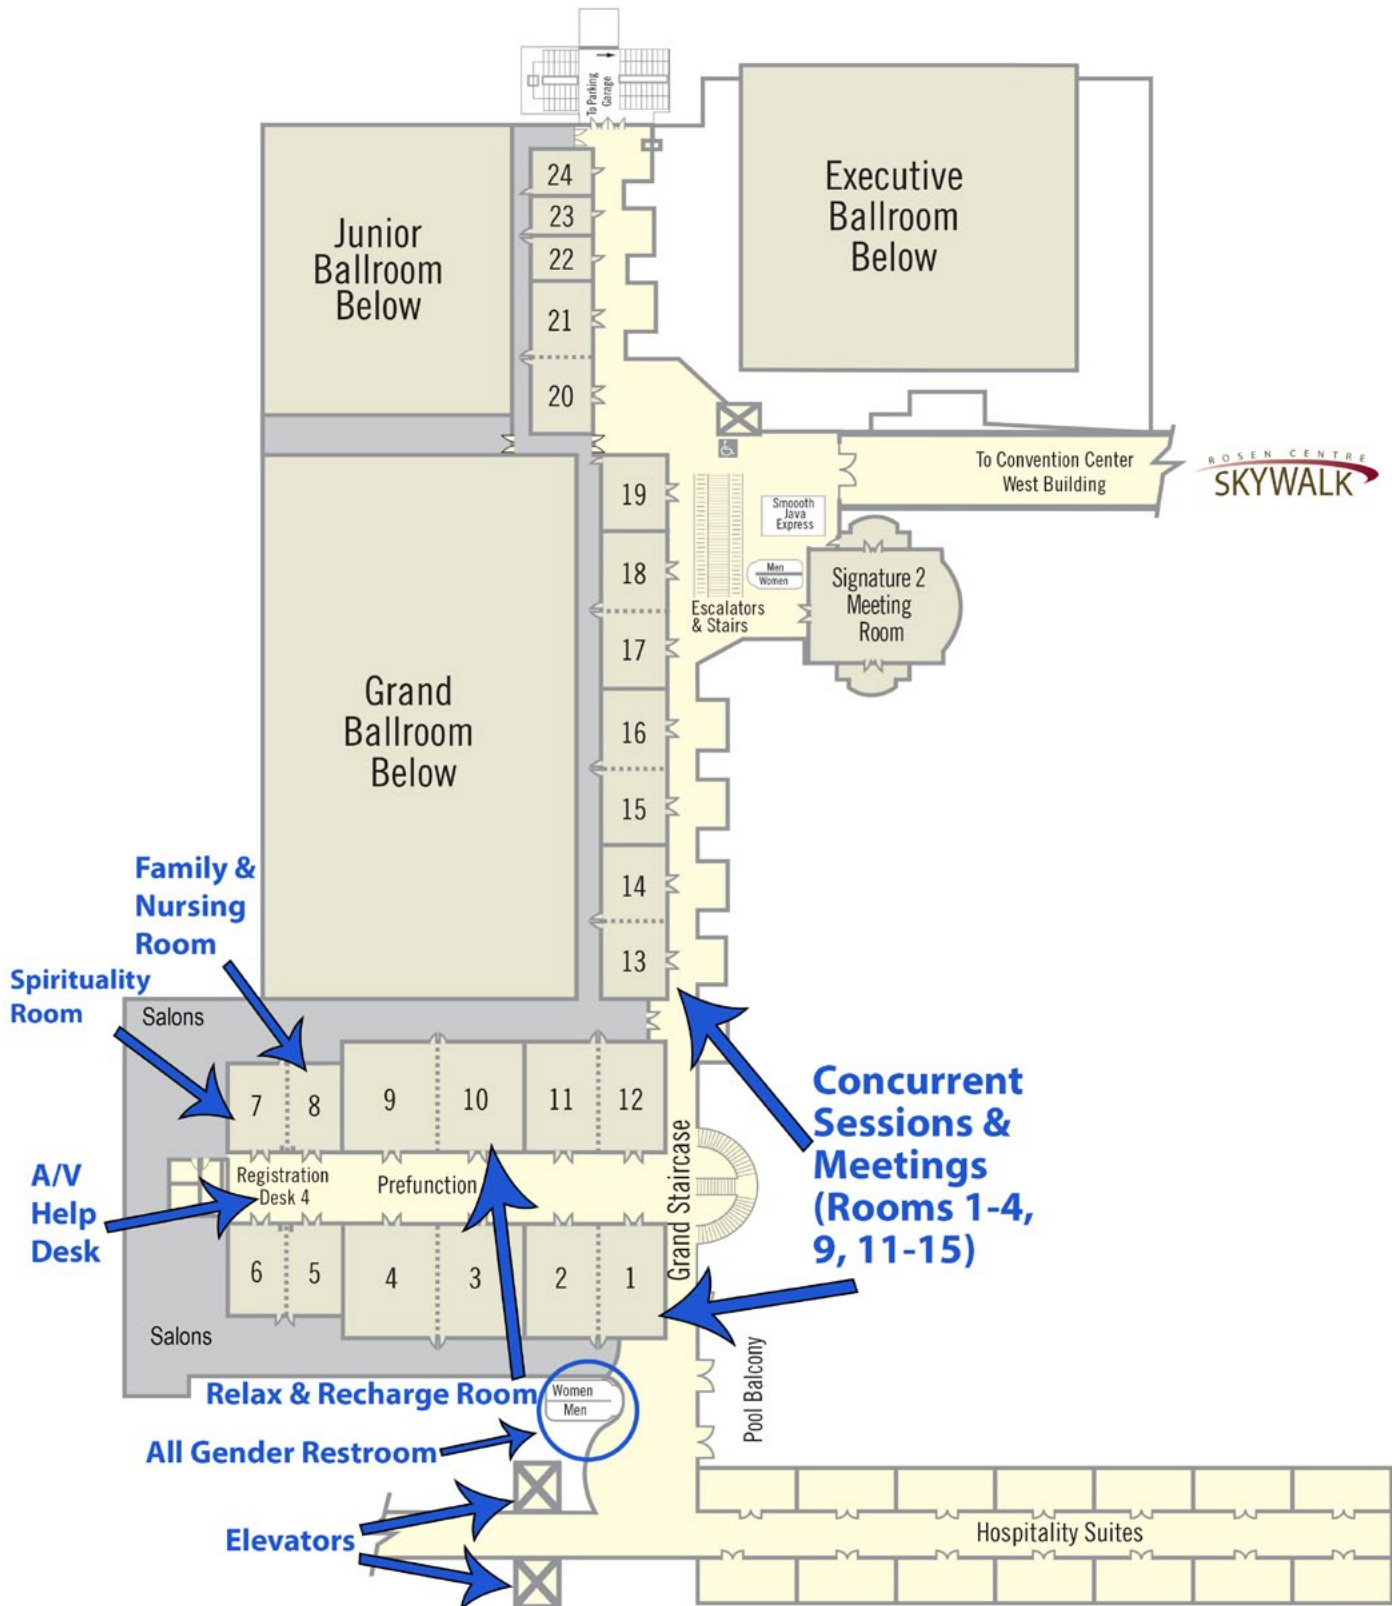 To Parking
Garage
24
23
22
21
20
Junior
Ballroom
Below
Executive
Ballroom
Below
To Convention Center
West Building
ROSEN CENTRE
SKYWALK
19
18
17
16
15
14
13
Smoooth
Java
Express
Men
Women
Escalators
& Stairs
Signature 2
Meeting
Room
Grand
Ballroom
Below
Family &
Nursing
Room
Spirituality
Room
Salons
7
8
9
10
11
12
Concurrent
Sessions &
Meetings
(Rooms 1-4,
9, 11-15)
A/V
Help
Desk
Registration
Desk 4
Prefunction
Grand Staircase
6
5
4
3
2
1
Salons
Pool Balcony
Relax & Recharge Room
Women
Men
All Gender Restroom
Elevators
Hospitality Suites